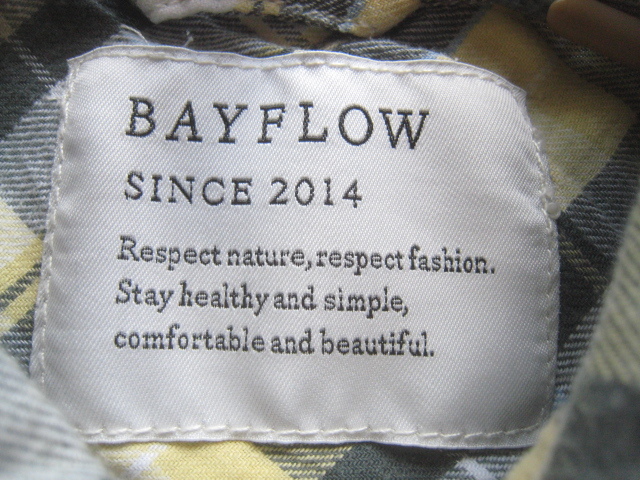 BAYFLOW
SINCE 2014
Respect nature, respect fashion.
Stay healthy and simple,
comfortable and beautiful.